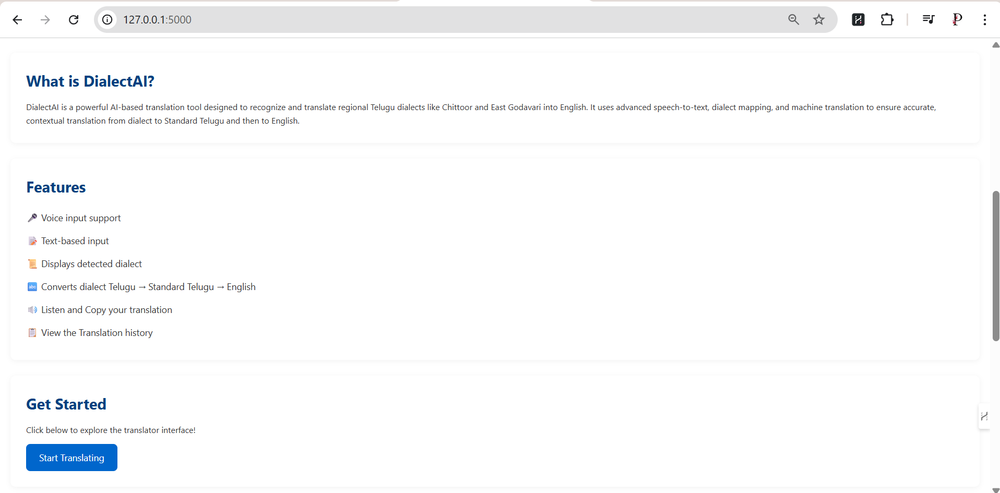 127.0.0.1:5000
What is DialectAI?
DialectAI is a powerful AI-based translation tool designed to recognize and translate regional Telugu dialects like Chittoor and East Godavari into English. It uses advanced speech-to-text, dialect mapping, and machine translation to ensure accurate,
contextual translation from dialect to Standard Telugu and then to English.
Features
Voice input support
Text-based input
Displays detected dialect
abc Converts dialect Telugu → Standard Telugu → English
Listen and Copy your translation
View the Translation history
Get Started
Click below to explore the translator interface!
Start Translating